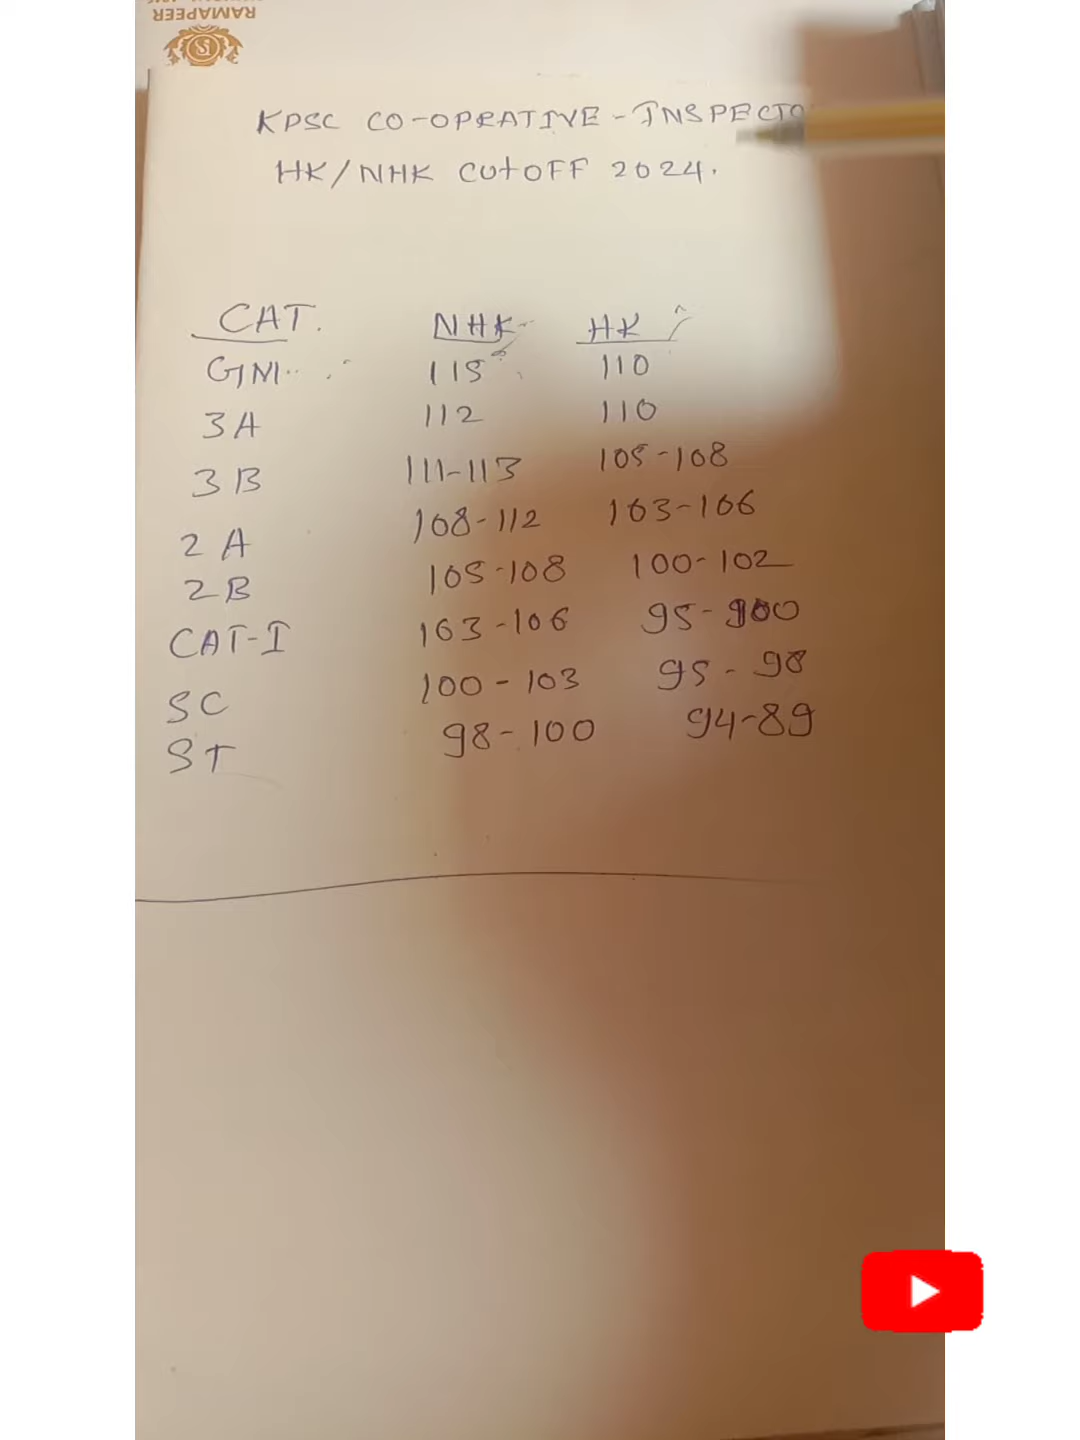 RAMAPEER
Si
KPSC CO-OPRATIVE-INSPECTO
HK/NHK CUtOFF 2024.
CAT. NHK HK
GM 115 110
3A 112 110
3B 111-113 105-108
2A 108-112 103-106
2B 105-108 100-102
CAT-I 103-106 95-100
SC 100-103 95-98
ST 98-100 94-89